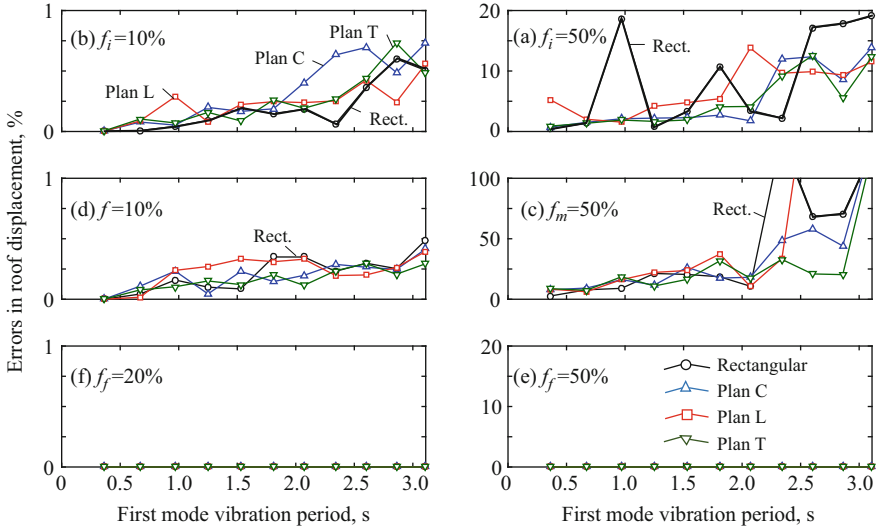 Errors in roof displacement, %
1
0
(b) f_i=10%
Plan T
Plan C
Plan L
Rect.
20
10
0
(a) f_i=50%
Rect.
1
0
(d) f=10%
Rect.
100
50
25
0
(c) f_m=50%
Rect.
1
0
(f) f_f=20%
0
0.5
1.0
1.5
2.0
2.5
3.0
First mode vibration period, s
20
10
0
(e) f_f=50%
Rectangular
Plan C
Plan L
Plan T
0
0.5
1.0
1.5
2.0
2.5
3.0
First mode vibration period, s